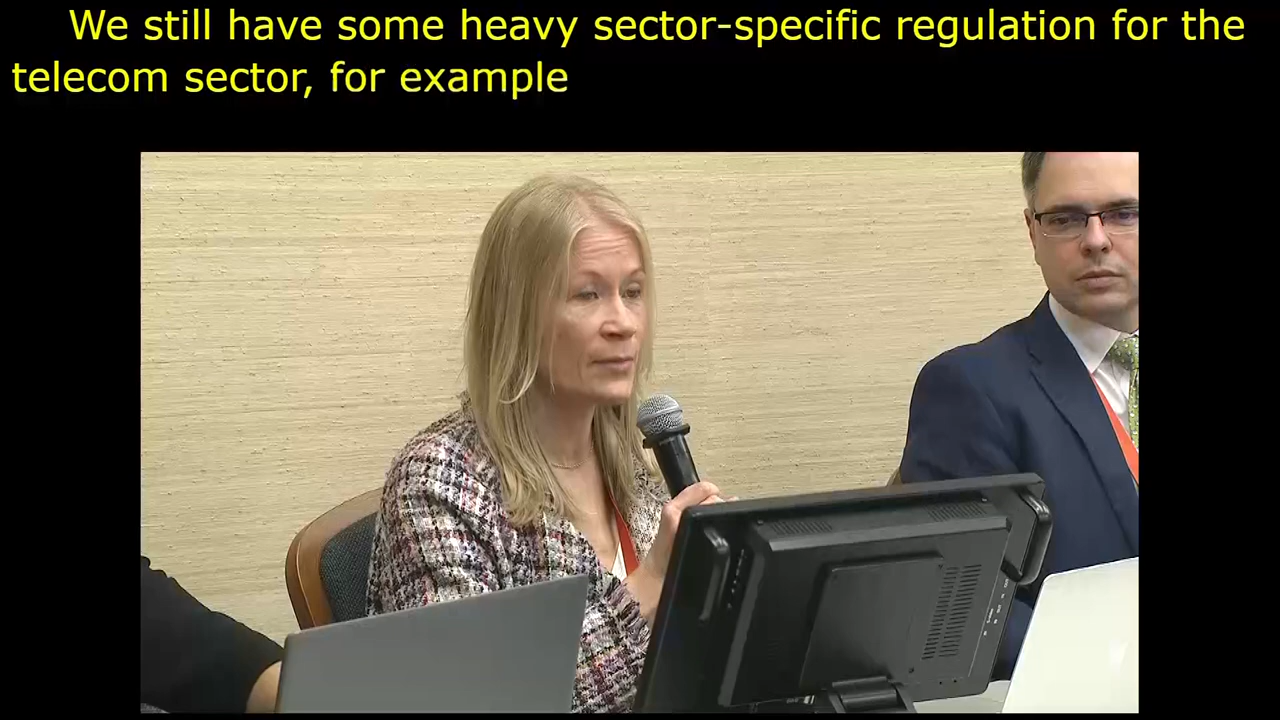 We still have some heavy sector-specific regulation for the
telecom sector, for example